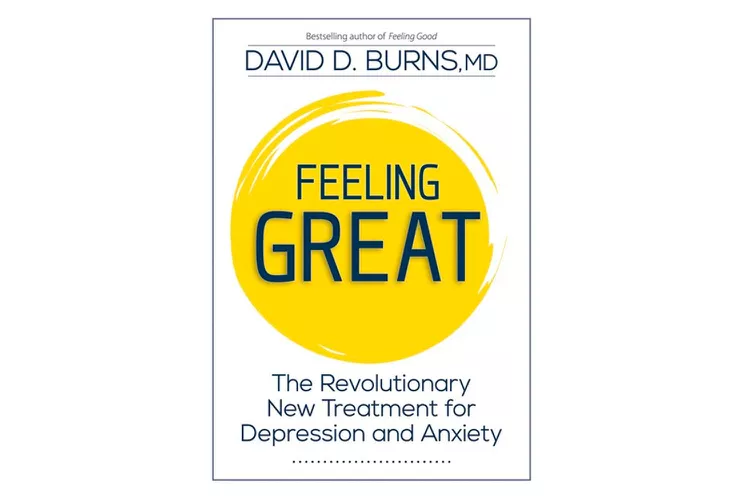 Bestselling author of Feeling Good
DAVID D. BURNS, MD
FEELING
GREAT
The Revolutionary
New Treatment for
Depression and Anxiety